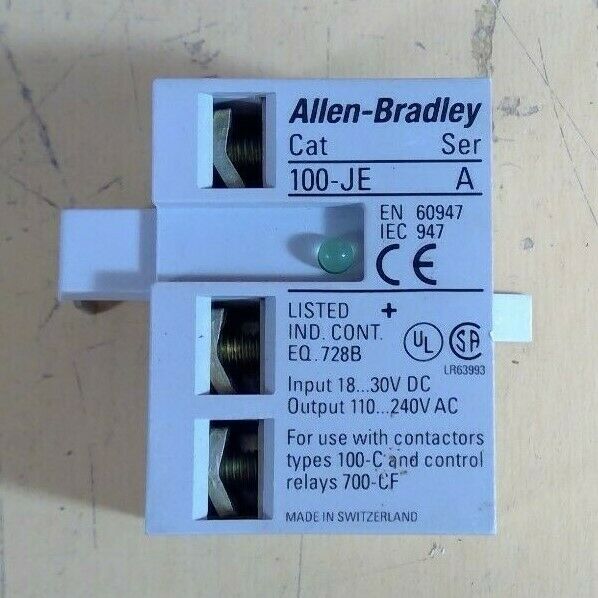 Allen-Bradley
Cat Ser
100-JE A
EN 60947
IEC 947
CE
LISTED +
IND. CONT.
EQ. 728B
UL SA
LR63993
Input 18...30V DC
Output 110...240V AC
For use with contactors
types 100-C and control
relays 700-CF
MADE IN SWITZERLAND